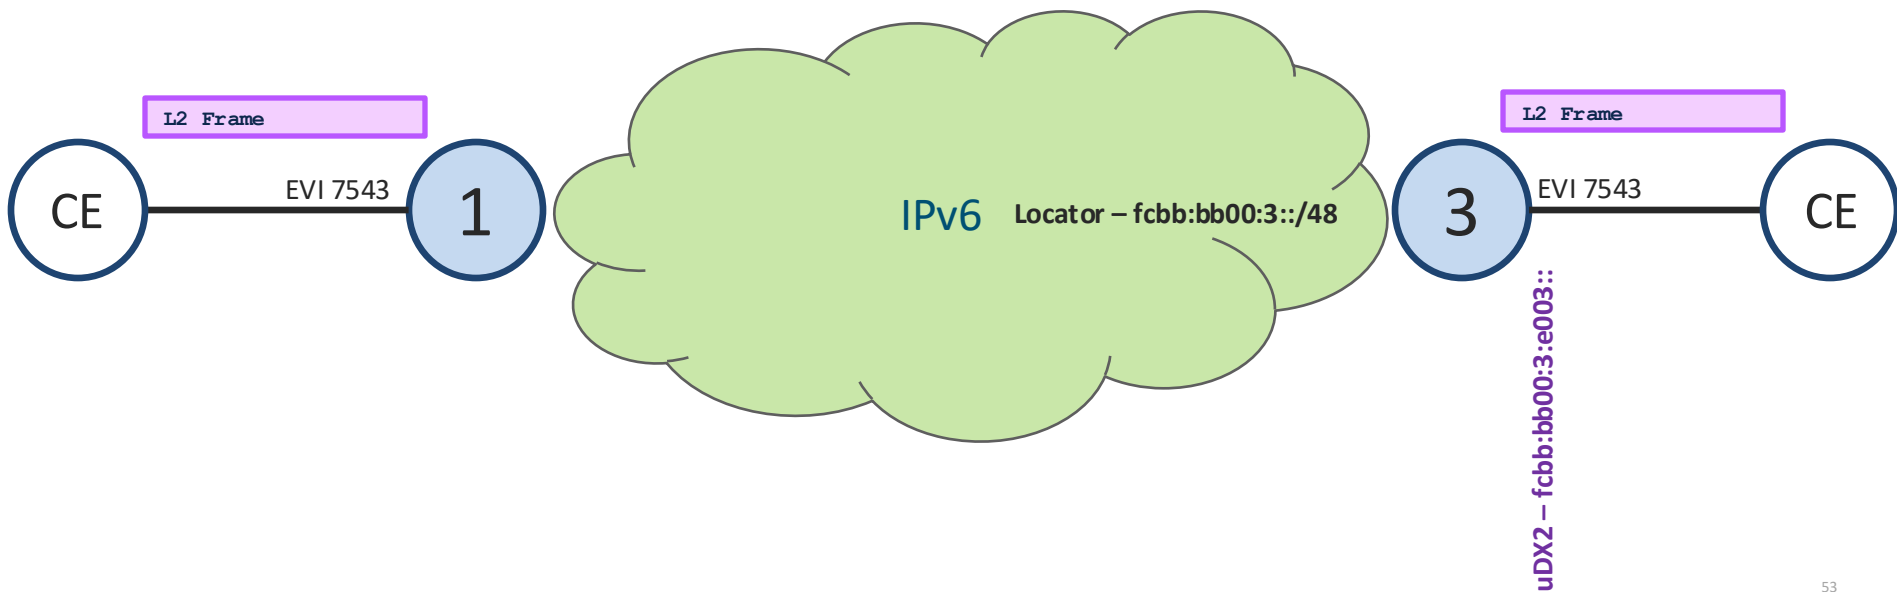 L2 Frame
L2 Frame
CE
EVI 7543
1
IPv6
Locator – fcbb:bb00:3::/48
3
EVI 7543
CE
uDX2 – fcbb:bb00:3:e003::
53